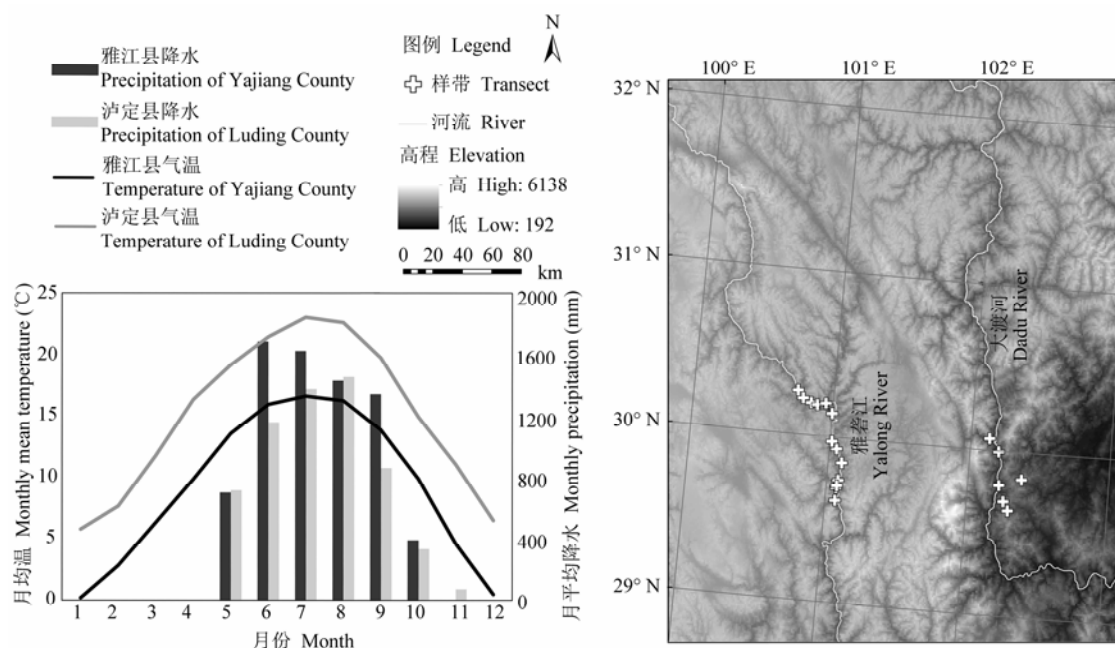 雅江县降水
Precipitation of Yajiang County
泸定县降水
Precipitation of Luding County
雅江县气温
Temperature of Yajiang County
泸定县气温
Temperature of Luding County
N
图例 Legend
样带 Transect
河流 River
高程 Elevation
高 High: 6138
低 Low: 192
0 20 40 60 80
km
月均温 Monthly mean temperature (℃)
25
20
15
10
5
0
2000
1600
1200
800
400
0
月平均降水 Monthly precipitation (mm)
1 2 3 4 5 6 7 8 9 10 11 12
月份 Month
100° E 101° E 102° E
32° N
31° N
30° N
29° N
雅砻江
Yalong River
大渡河
Dadu River